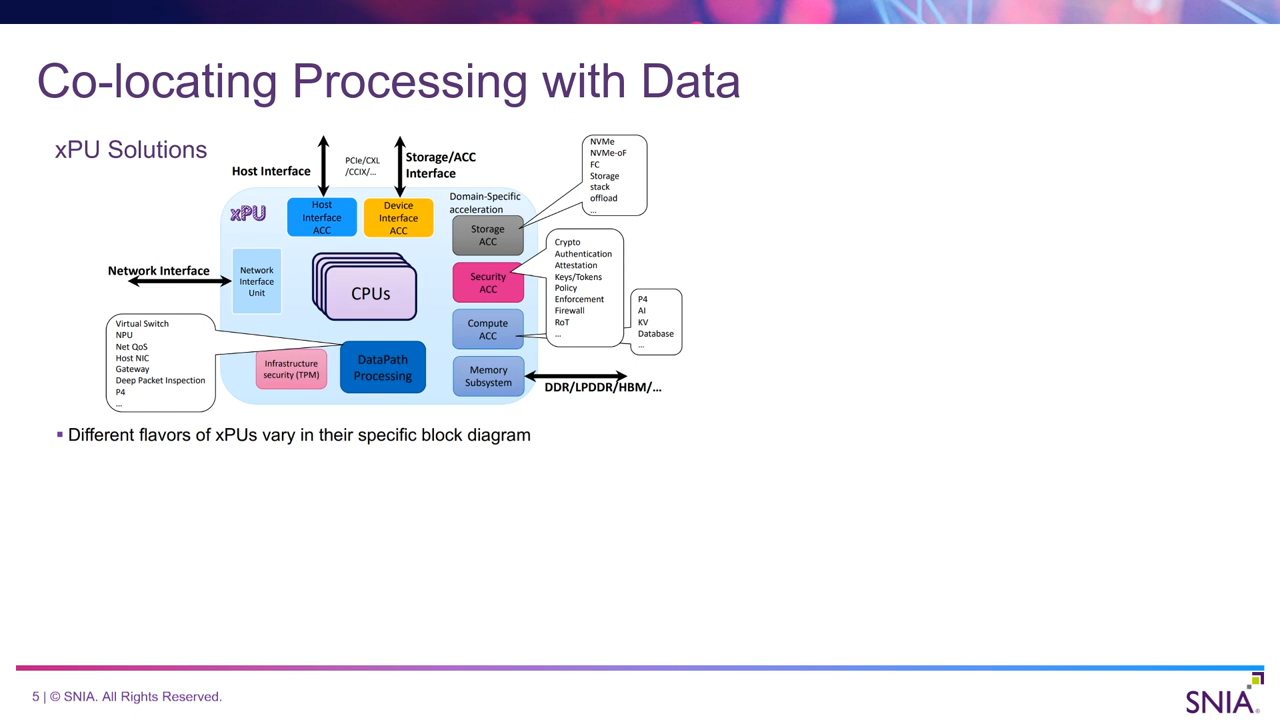 Co-locating Processing with Data
xPU Solutions
Host Interface
PCIe/CXL
/CCIX/...
Storage/ACC
Interface
NVMe
NVMe-oF
FC
Storage
stack
offload
...
xPU
Host
Interface
ACC
Device
Interface
ACC
Domain-Specific
acceleration
Storage
ACC
Network Interface
Network
Interface
Unit
CPUs
Security
ACC
Crypto
Authentication
Attestation
Keys/Tokens
Policy
Enforcement
Firewall
RoT
...
Compute
ACC
P4
AI
KV
Database
...
Virtual Switch
NPU
Net QoS
Host NIC
Gateway
Deep Packet Inspection
P4
...
Infrastructure
security (TPM)
DataPath
Processing
Memory
Subsystem
DDR/LPDDR/HBM/...
▪ Different flavors of xPUs vary in their specific block diagram
5 | © SNIA. All Rights Reserved.
SNIA®